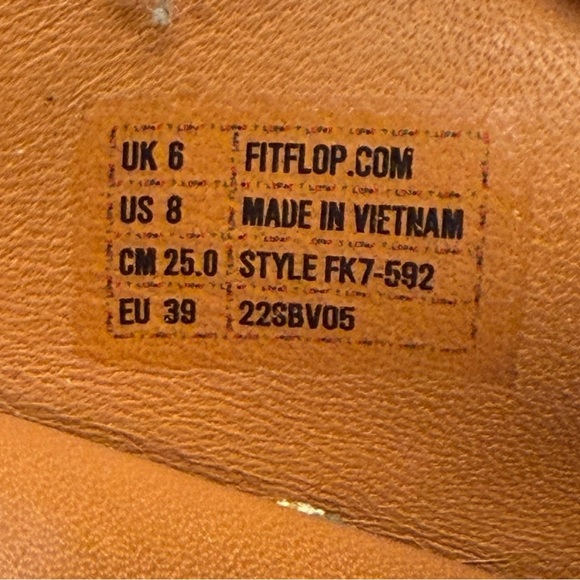 UK 6 FITFLOP.COM
US 8 MADE IN VIETNAM
CM 25.0 STYLE FK7-592
EU 39 22SBV05